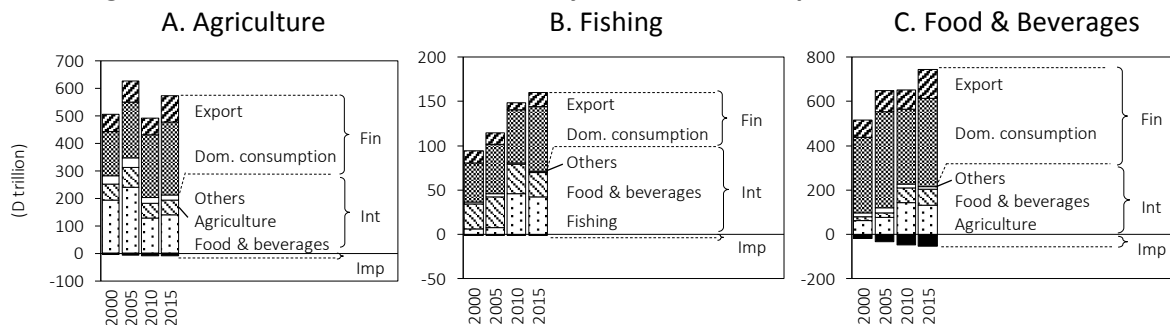 A. Agriculture
700
600
500
400
300
200
100
0
-100
(D trillion)
2000
2005
2010
2015
Export
Dom. consumption
Others
Agriculture
Food & beverages
Fin
Int
Imp
B. Fishing
200
150
100
50
0
-50
2000
2005
2010
2015
Export
Dom. consumption
Others
Food & beverages
Fishing
Fin
Int
Imp
C. Food & Beverages
800
600
400
200
0
-200
2000
2005
2010
2015
Export
Dom. consumption
Others
Food & beverages
Agriculture
Fin
Int
Imp